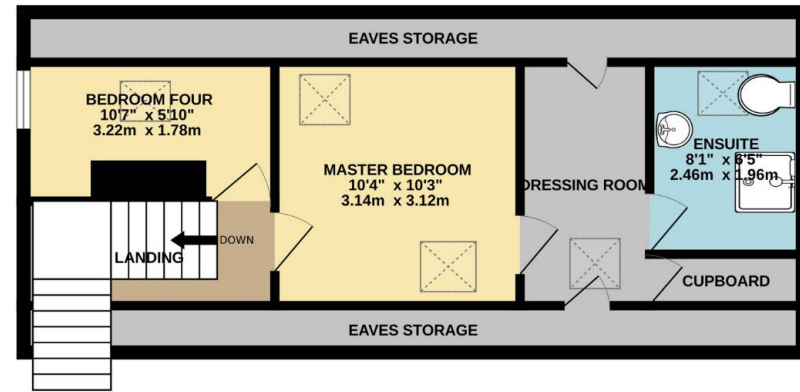 EAVES STORAGE
BEDROOM FOUR
10'7" x 5'10"
3.22m x 1.78m
MASTER BEDROOM
10'4" x 10'3"
3.14m x 3.12m
DRESSING ROOM
ENSUITE
8'1" x 6'5"
2.46m x 1.96m
DOWN
LANDING
CUPBOARD
EAVES STORAGE